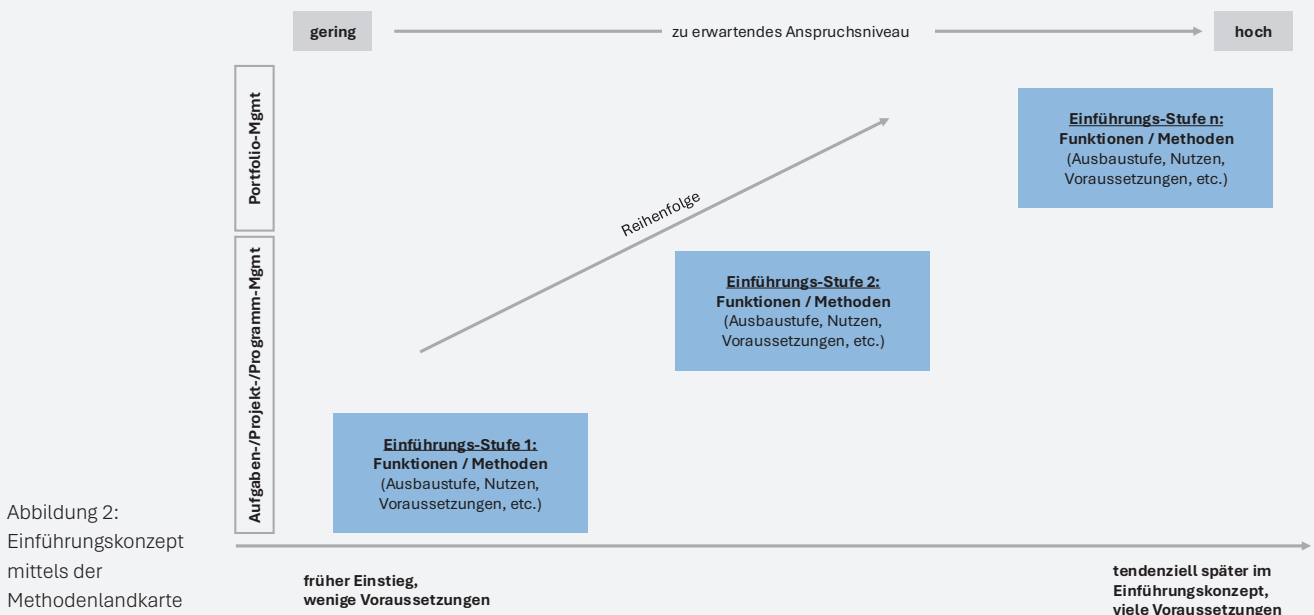 gering
zu erwartendes Anspruchsniveau
hoch
Portfolio-Mgmt
Aufgaben-/Projekt-/Programm-Mgmt
Reihenfolge
Einführungs-Stufe n:
Funktionen / Methoden
(Ausbaustufe, Nutzen,
Voraussetzungen, etc.)
Einführungs-Stufe 2:
Funktionen / Methoden
(Ausbaustufe, Nutzen,
Voraussetzungen, etc.)
Einführungs-Stufe 1:
Funktionen / Methoden
(Ausbaustufe, Nutzen,
Voraussetzungen, etc.)
Abbildung 2:
Einführungskonzept
mittels der
Methodenlandkarte
früher Einstieg,
wenige Voraussetzungen
tendenziell später im
Einführungskonzept,
viele Voraussetzungen